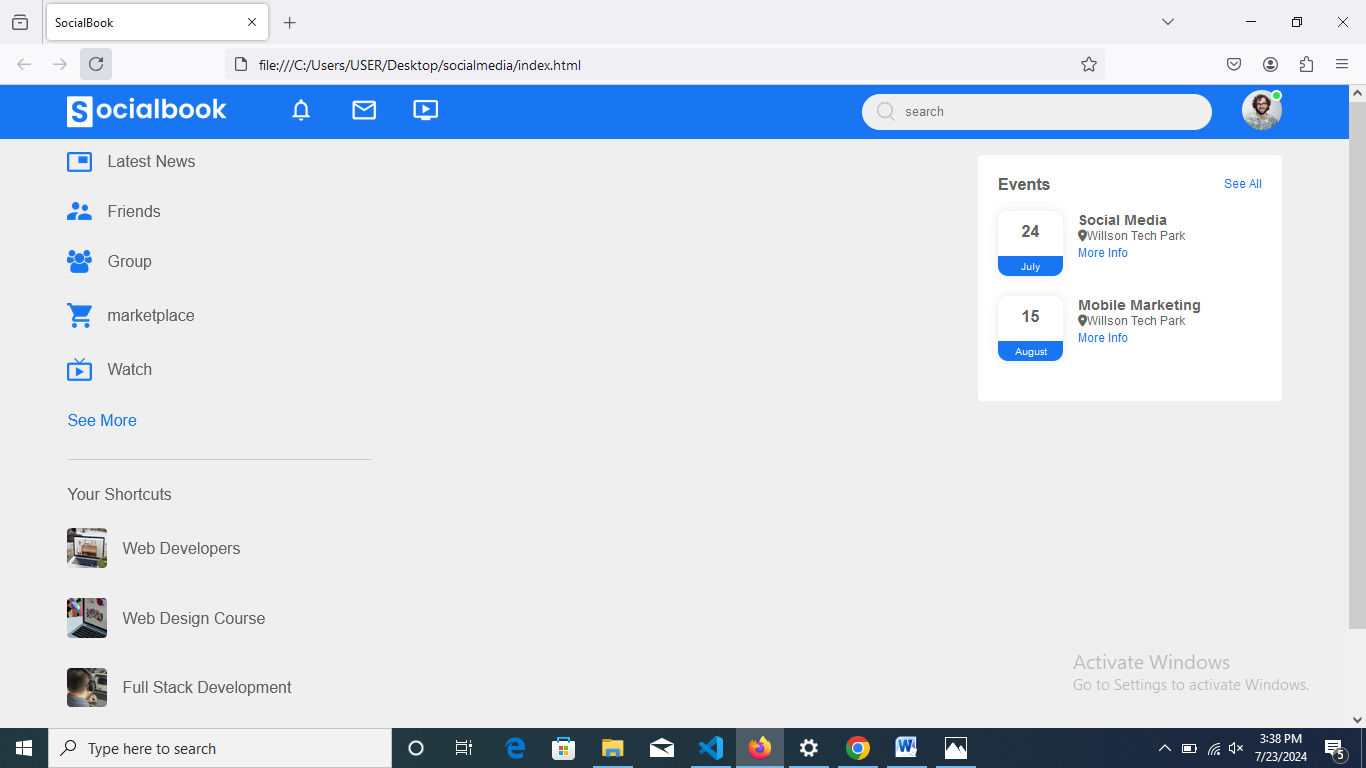 SocialBook
file:///C:/Users/USER/Desktop/socialmedia/index.html
Socialbook
search
Latest News
Friends
Group
marketplace
Watch
See More
Your Shortcuts
Web Developers
Web Design Course
Full Stack Development
Events
See All
24
July
Social Media
Willson Tech Park
More Info
15
August
Mobile Marketing
Willson Tech Park
More Info
Activate Windows
Go to Settings to activate Windows.
Type here to search
3:38 PM
7/23/2024
5